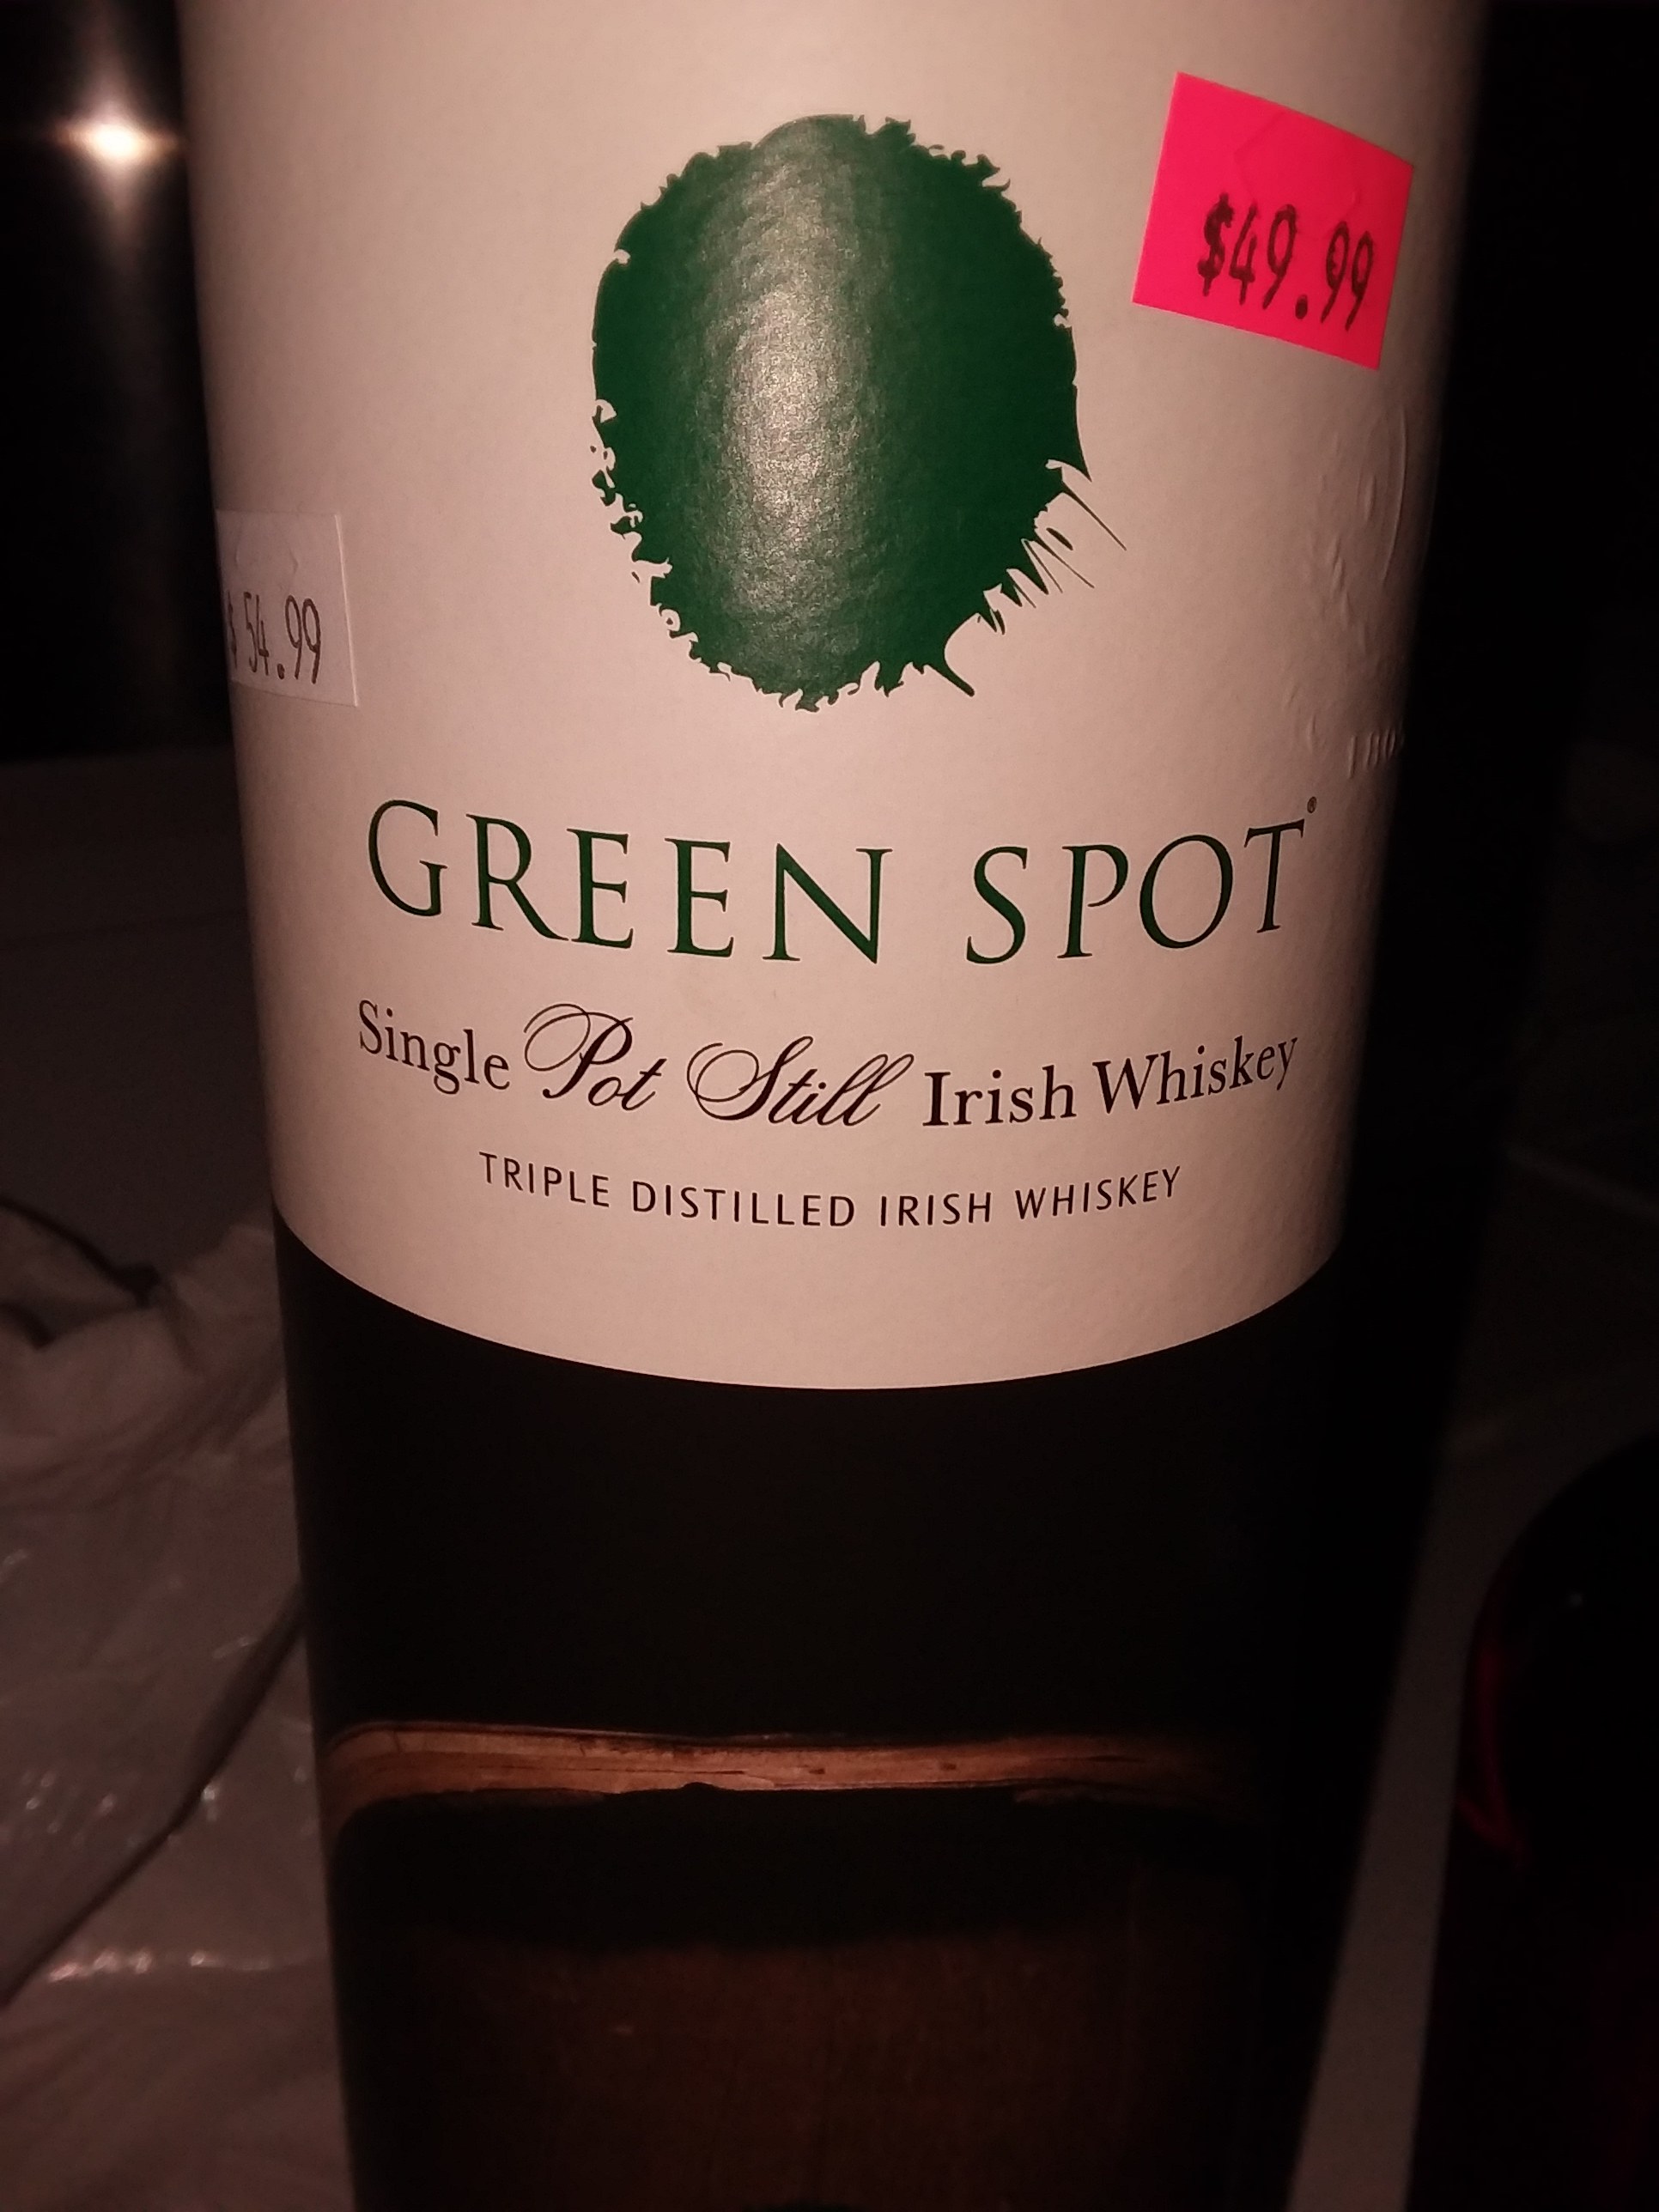 $49.99
$54.99
GREEN SPOT®
Single Pot Still Irish Whiskey
TRIPLE DISTILLED IRISH WHISKEY